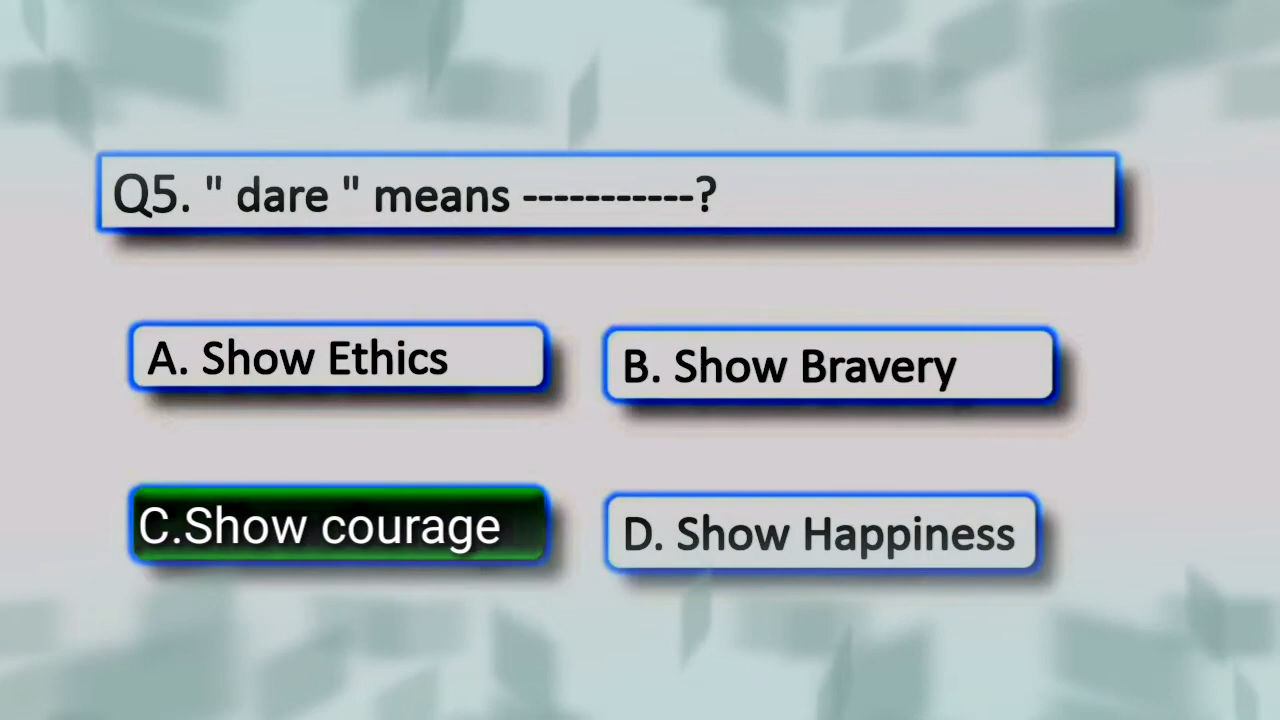 Q5. " dare " means -----------?
A. Show Ethics
B. Show Bravery
C.Show courage
D. Show Happiness